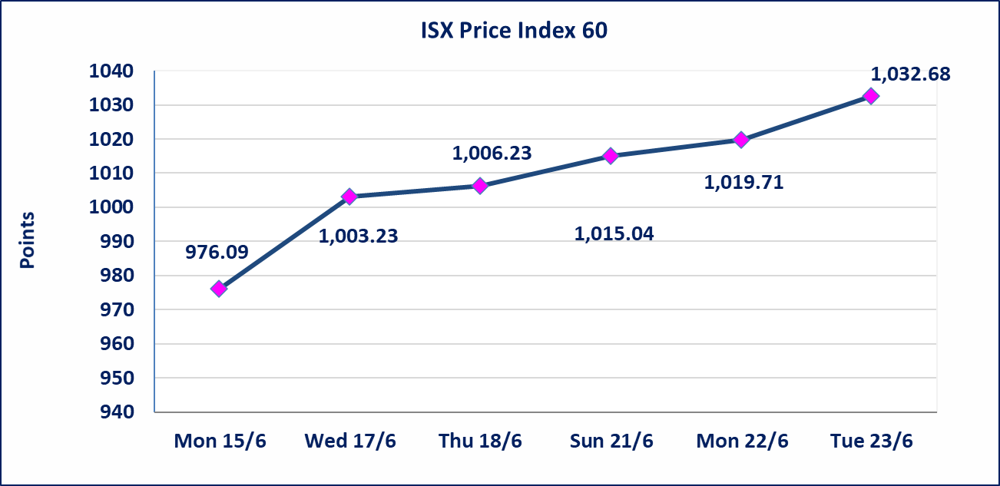 ISX Price Index 60
Points
1040
1030
1020
1010
1000
990
980
970
960
950
940
976.09
1,003.23
1,006.23
1,015.04
1,019.71
1,032.68
Mon 15/6
Wed 17/6
Thu 18/6
Sun 21/6
Mon 22/6
Tue 23/6